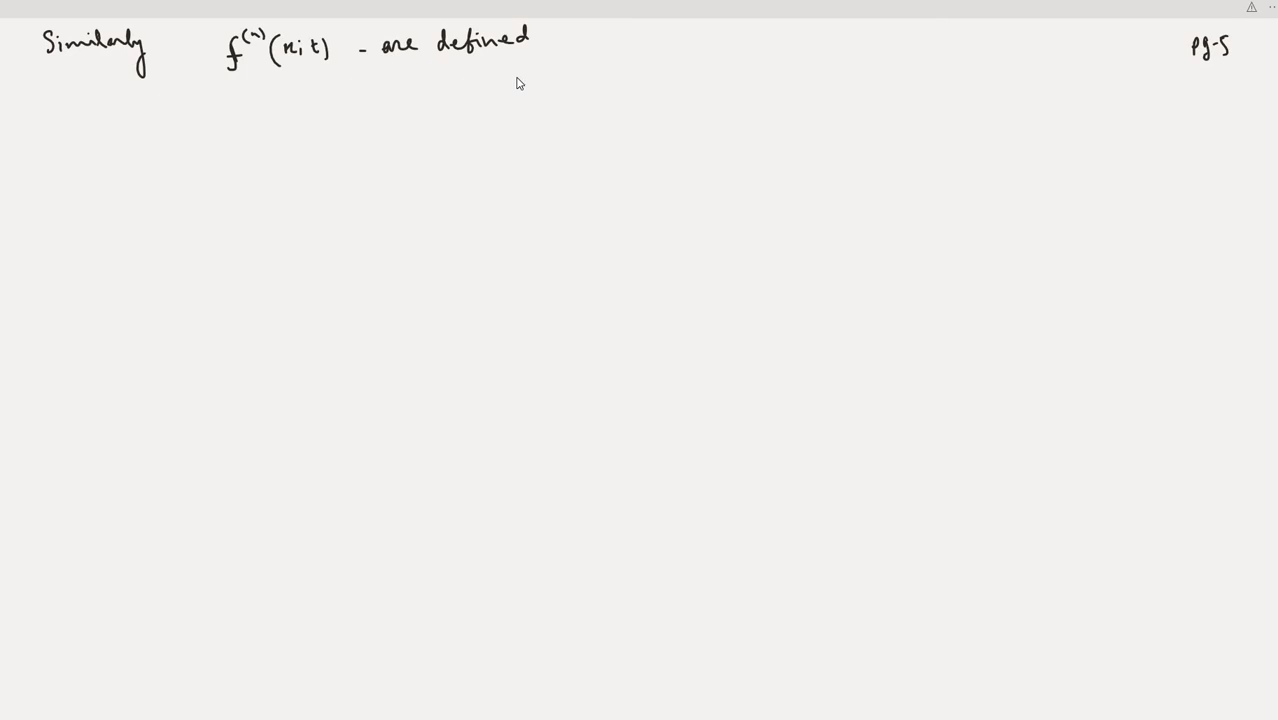 Similarly f^(n)(x;t) - are defined
pg-5